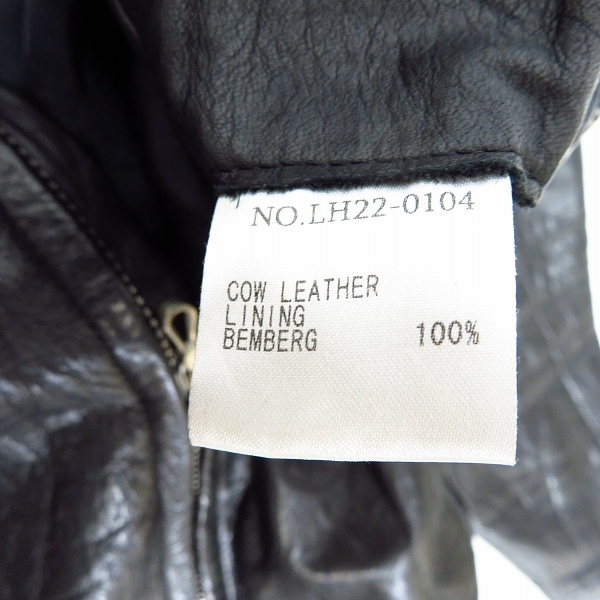 NO.LH22-0104
COW LEATHER
LINING
BEMBERG 100%